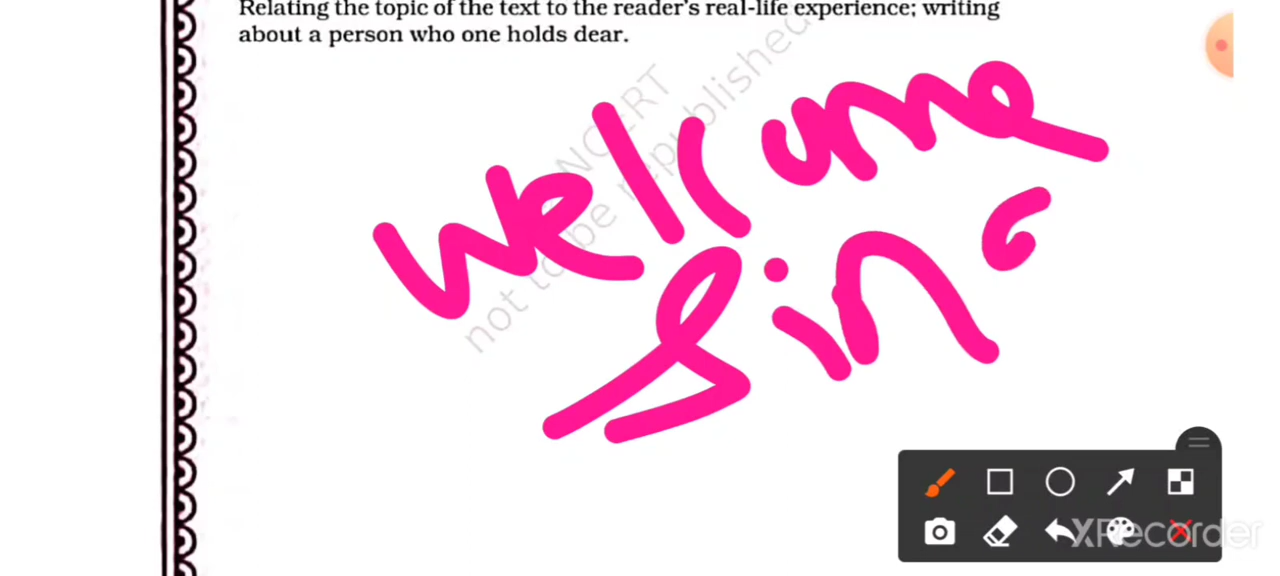 Relating the topic of the text to the reader's real-life experience; writing
about a person who one holds dear.
NCERT
not to be republished
welcome
XRecorder